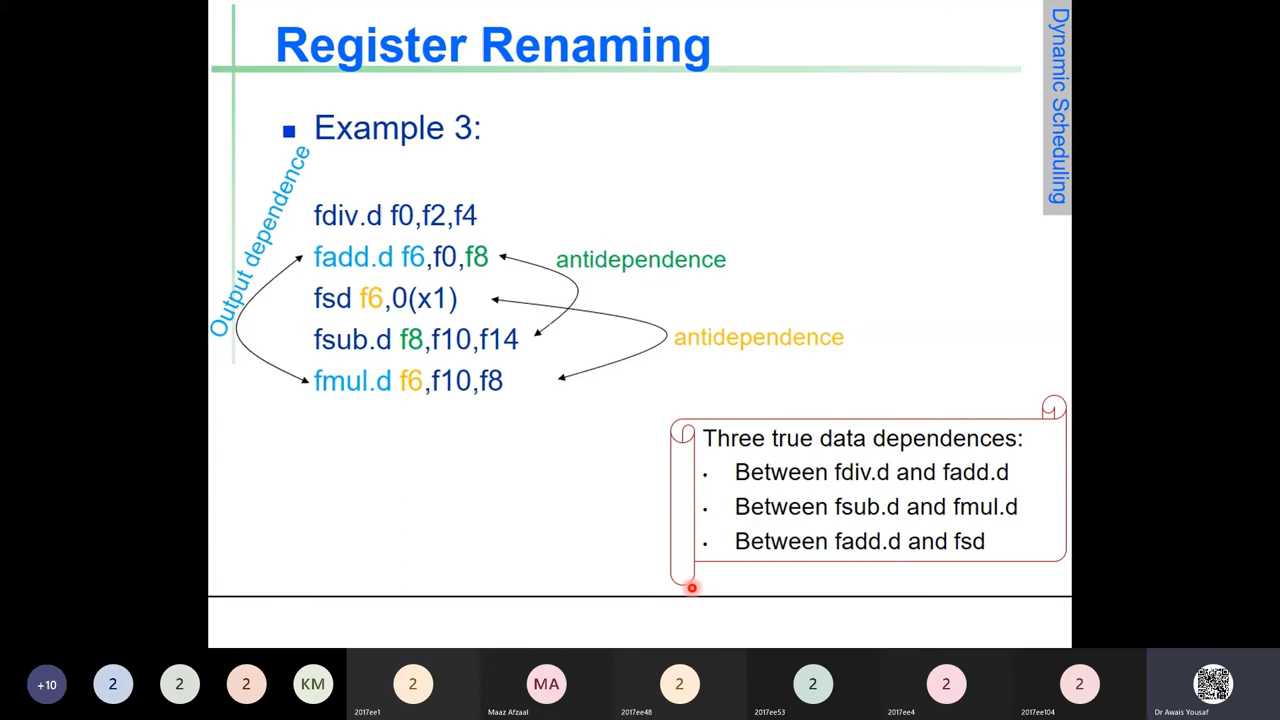 Register Renaming
Dynamic Scheduling
Example 3:
Output dependence
fdiv.d f0,f2,f4
fadd.d f6,f0,f8
antidependence
fsd f6,0(x1)
fsub.d f8,f10,f14
antidependence
fmul.d f6,f10,f8
Three true data dependences:
• Between fdiv.d and fadd.d
• Between fsub.d and fmul.d
• Between fadd.d and fsd
+10
2
2
2
KM
2
2017ee1
MA
Maaz Afzaal
2
2017ee48
2
2017ee53
2
2017ee4
2
2017ee104
Dr Awais Yousaf